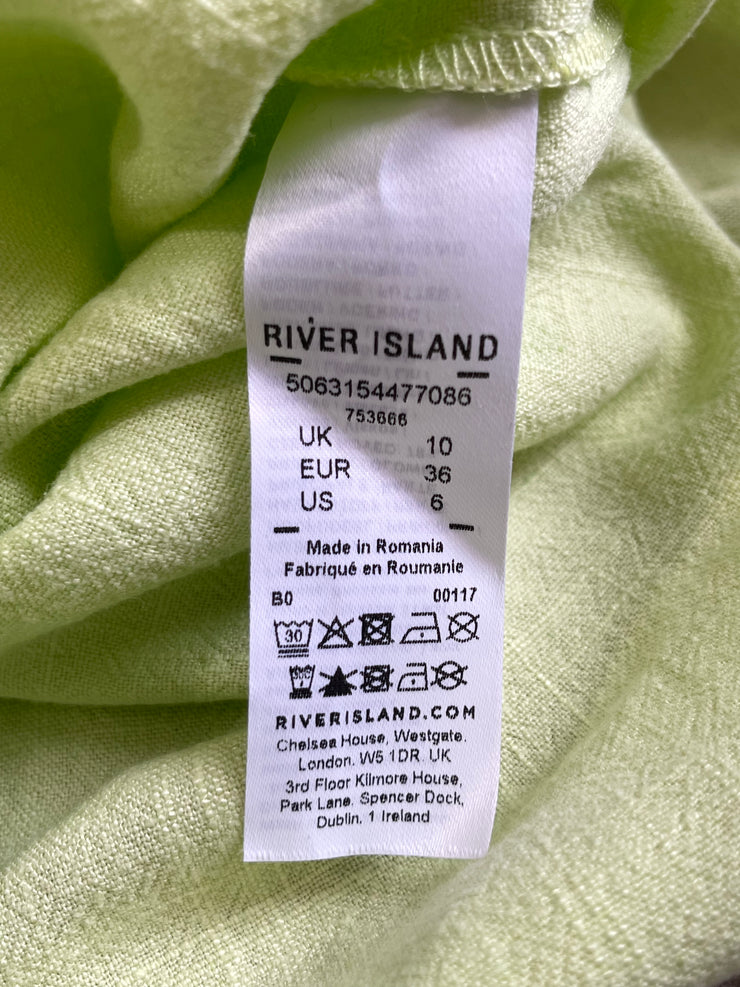 RIVER ISLAND
5063154477086
753666
UK 10
EUR 36
US 6
Made in Romania
Fabriqué en Roumanie
B0 00117
30
30C
RIVERISLAND.COM
Chelsea House, Westgate.
London. W5 1DR. UK
3rd Floor Kilmore House,
Park Lane. Spencer Dock,
Dublin. 1 Ireland